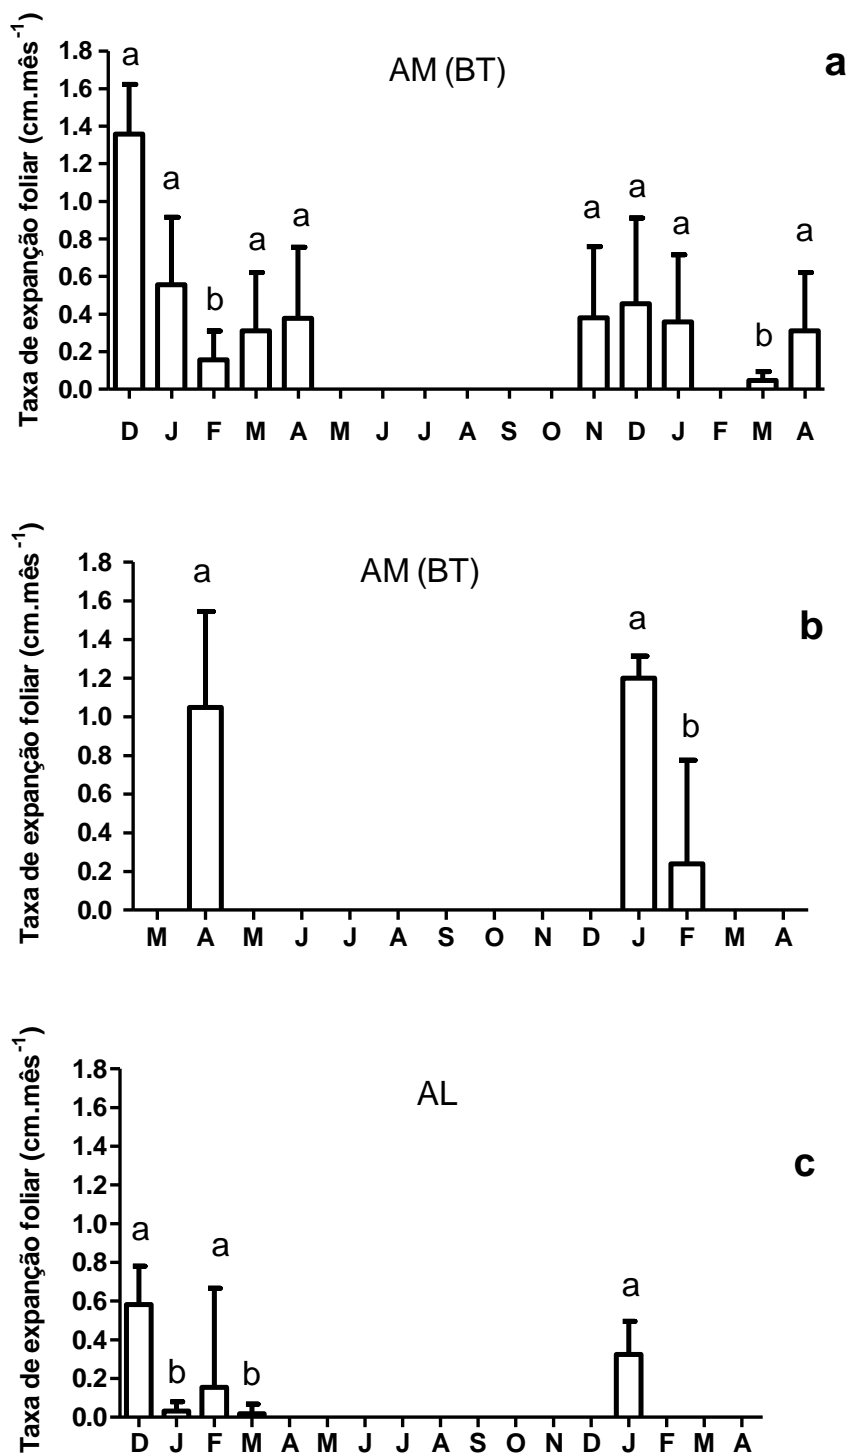 AM (BT)
a
Taxa de expanção foliar (cm.mês⁻¹)
1.8
1.6
1.4
1.2
1.0
0.8
0.6
0.4
0.2
0.0
a
a
b
a
a
a
a
a
b
a
D J F M A M J J A S O N D J F M A
AM (BT)
b
Taxa de expanção foliar (cm.mês⁻¹)
1.8
1.6
1.4
1.2
1.0
0.8
0.6
0.4
0.2
0.0
a
a
b
M A M J J A S O N D J F M A
AL
c
Taxa de expanção foliar (cm.mês⁻¹)
1.8
1.6
1.4
1.2
1.0
0.8
0.6
0.4
0.2
0.0
a
b
a
b
a
D J F M A M J J A S O N D J F M A